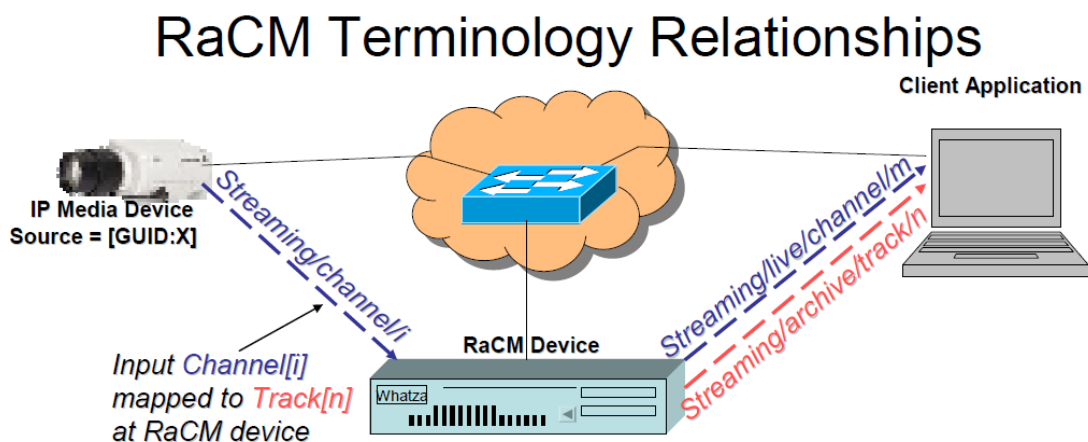 RaCM Terminology Relationships
Client Application
IP Media Device
Source = [GUID:X]
Streaming/channel/i
Streaming/live/channel/m
Streaming/archive/track/n
RaCM Device
Input Channel[i]
mapped to Track[n]
at RaCM device
Whatza